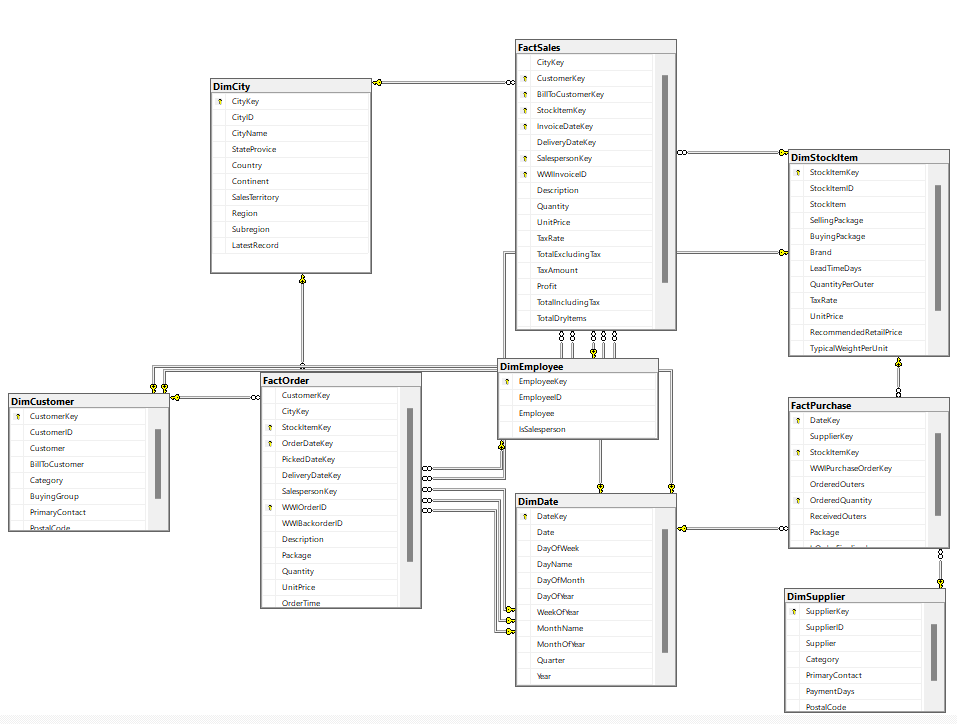 FactSales
CityKey
CustomerKey
BillToCustomerKey
StockItemKey
InvoiceDateKey
DeliveryDateKey
SalespersonKey
WWIInvoiceID
Description
Quantity
UnitPrice
TaxRate
TotalExcludingTax
TaxAmount
Profit
TotalIncludingTax
TotalDryItems
DimCity
CityKey
CityID
CityName
StateProvice
Country
Continent
SalesTerritory
Region
Subregion
LatestRecord
DimStockItem
StockItemKey
StockItemID
StockItem
SellingPackage
BuyingPackage
Brand
LeadTimeDays
QuantityPerOuter
TaxRate
UnitPrice
RecommendedRetailPrice
TypicalWeightPerUnit
DimEmployee
EmployeeKey
EmployeeID
Employee
IsSalesperson
FactOrder
CustomerKey
CityKey
StockItemKey
OrderDateKey
PickedDateKey
DeliveryDateKey
SalespersonKey
WWIOrderID
WWIBackorderID
Description
Package
Quantity
UnitPrice
OrderTime
DimCustomer
CustomerKey
CustomerID
Customer
BillToCustomer
Category
BuyingGroup
PrimaryContact
PostalCode
FactPurchase
DateKey
SupplierKey
StockItemKey
WWIPurchaseOrderKey
OrderedOuters
OrderedQuantity
ReceivedOuters
Package
DimDate
DateKey
Date
DayOfWeek
DayName
DayOfMonth
DayOfYear
WeekOfYear
MonthName
MonthOfYear
Quarter
Year
DimSupplier
SupplierKey
SupplierID
Supplier
Category
PrimaryContact
PaymentDays
PostalCode